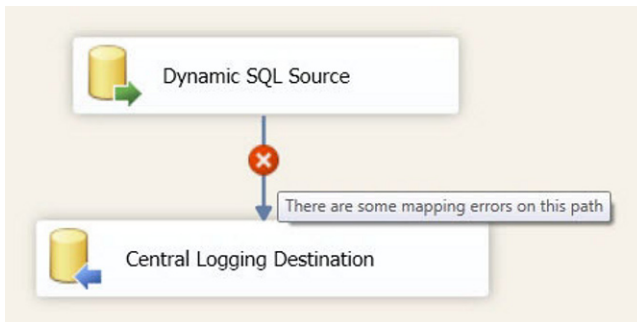 Dynamic SQL Source
There are some mapping errors on this path
Central Logging Destination